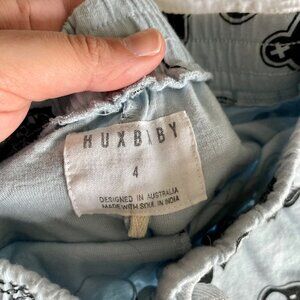 HUXBABY
4
DESIGNED IN AUSTRALIA
MADE WITH SOUL IN INDIA